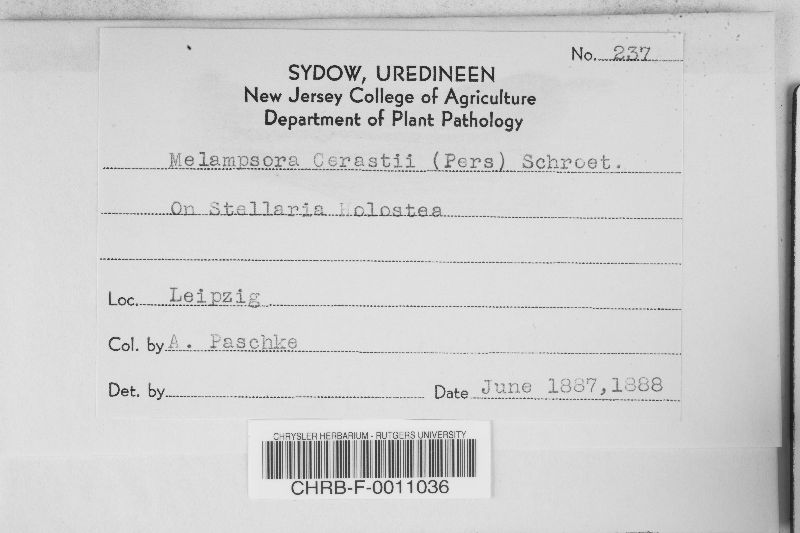 No. 237
SYDOW, UREDINEEN
New Jersey College of Agriculture
Department of Plant Pathology
Melampsora Cerastii (Pers) Schroet.
On Stellaria Holostea
Loc. Leipzig
Col. by A. Paschke
Det. by
Date June 1887,1888
CHRYSLER HERBARIUM - RUTGERS UNIVERSITY
CHRB-F-0011036